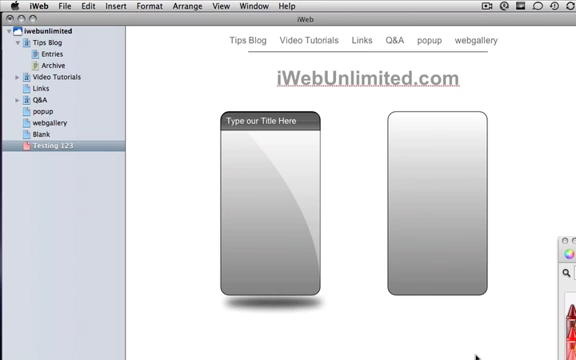 iWeb File Edit Insert Format Arrange View Window Help
iWeb
iwebunlimited
Tips Blog
Entries
Archive
Video Tutorials
Links
Q&A
popup
webgallery
Blank
Testing 123
Tips Blog Video Tutorials Links Q&A popup webgallery
iWebUnlimited.com
Type our Title Here